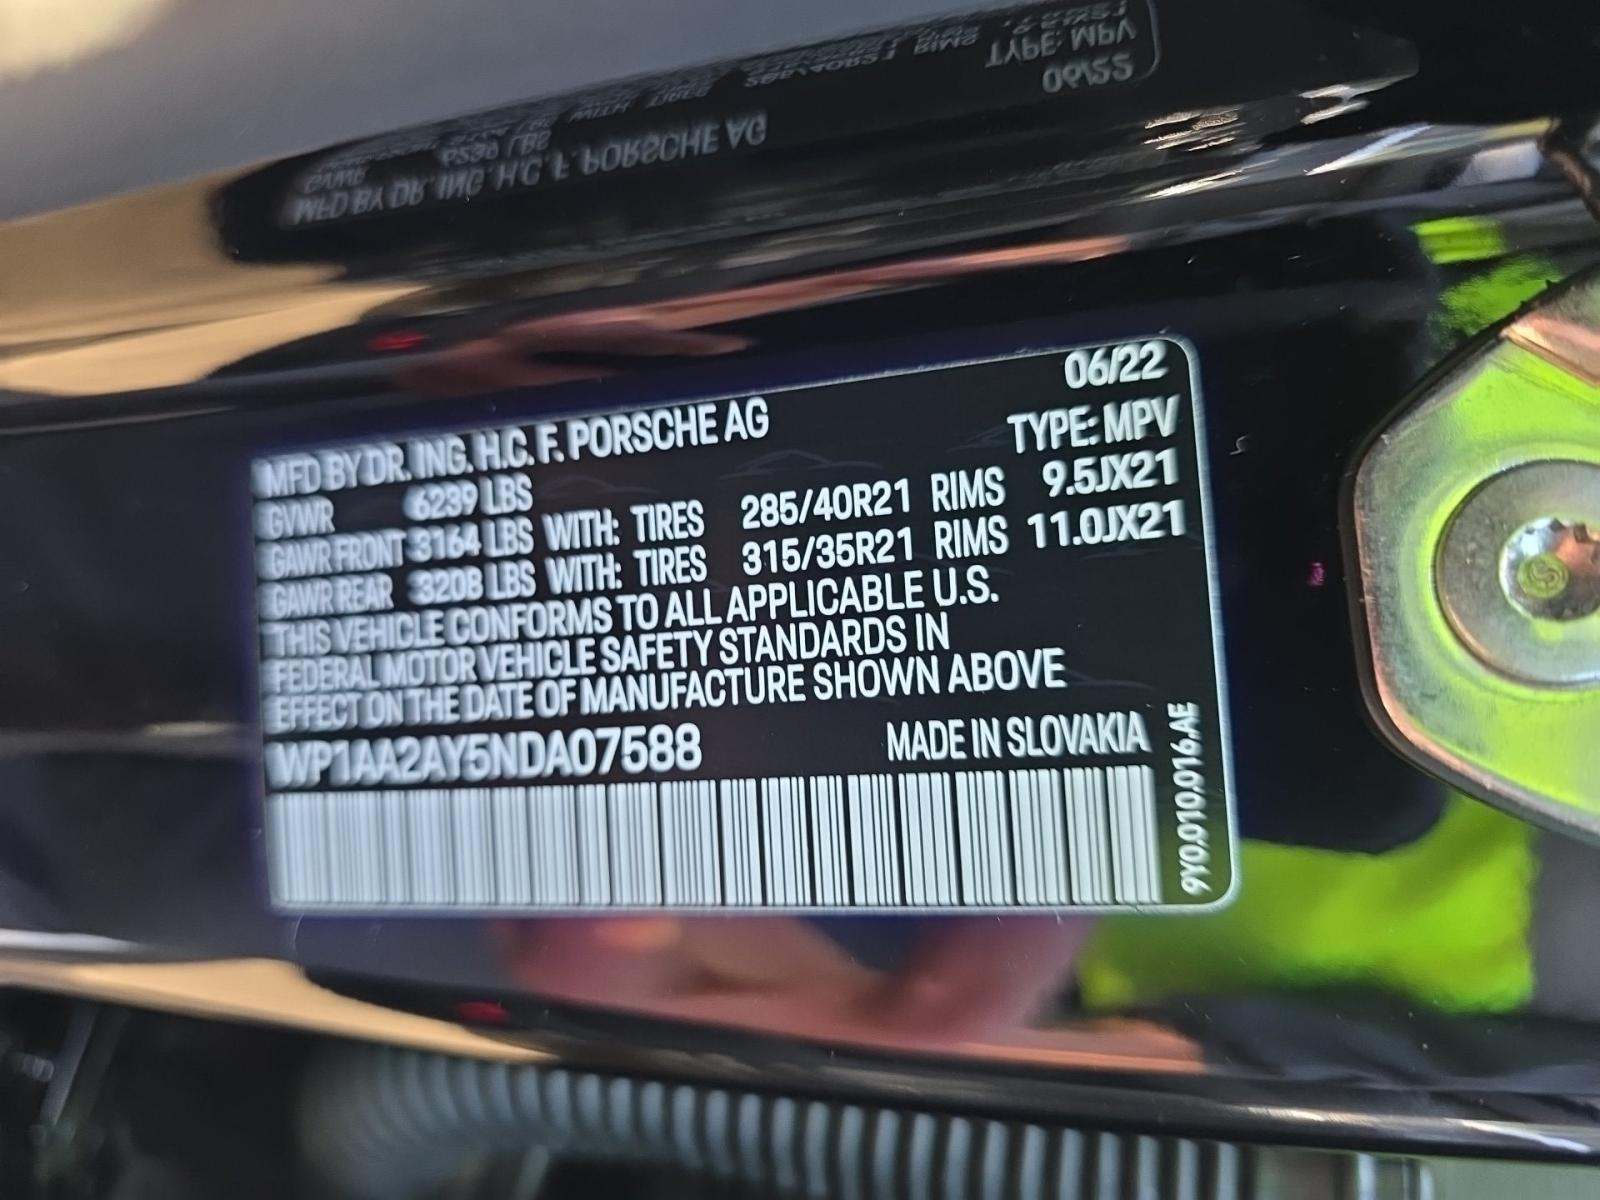 06/22
MFD BY DR. ING. H.C. F. PORSCHE AG TYPE: MPV
GVWR 6239 LBS
GAWR FRONT 3164 LBS WITH: TIRES 285/40R21 RIMS 9.5JX21
GAWR REAR 3208 LBS WITH: TIRES 315/35R21 RIMS 11.0JX21
THIS VEHICLE CONFORMS TO ALL APPLICABLE U.S.
FEDERAL MOTOR VEHICLE SAFETY STANDARDS IN
EFFECT ON THE DATE OF MANUFACTURE SHOWN ABOVE
WP1AA2AY5NDA07588 MADE IN SLOVAKIA
9Y0.010.016.AE